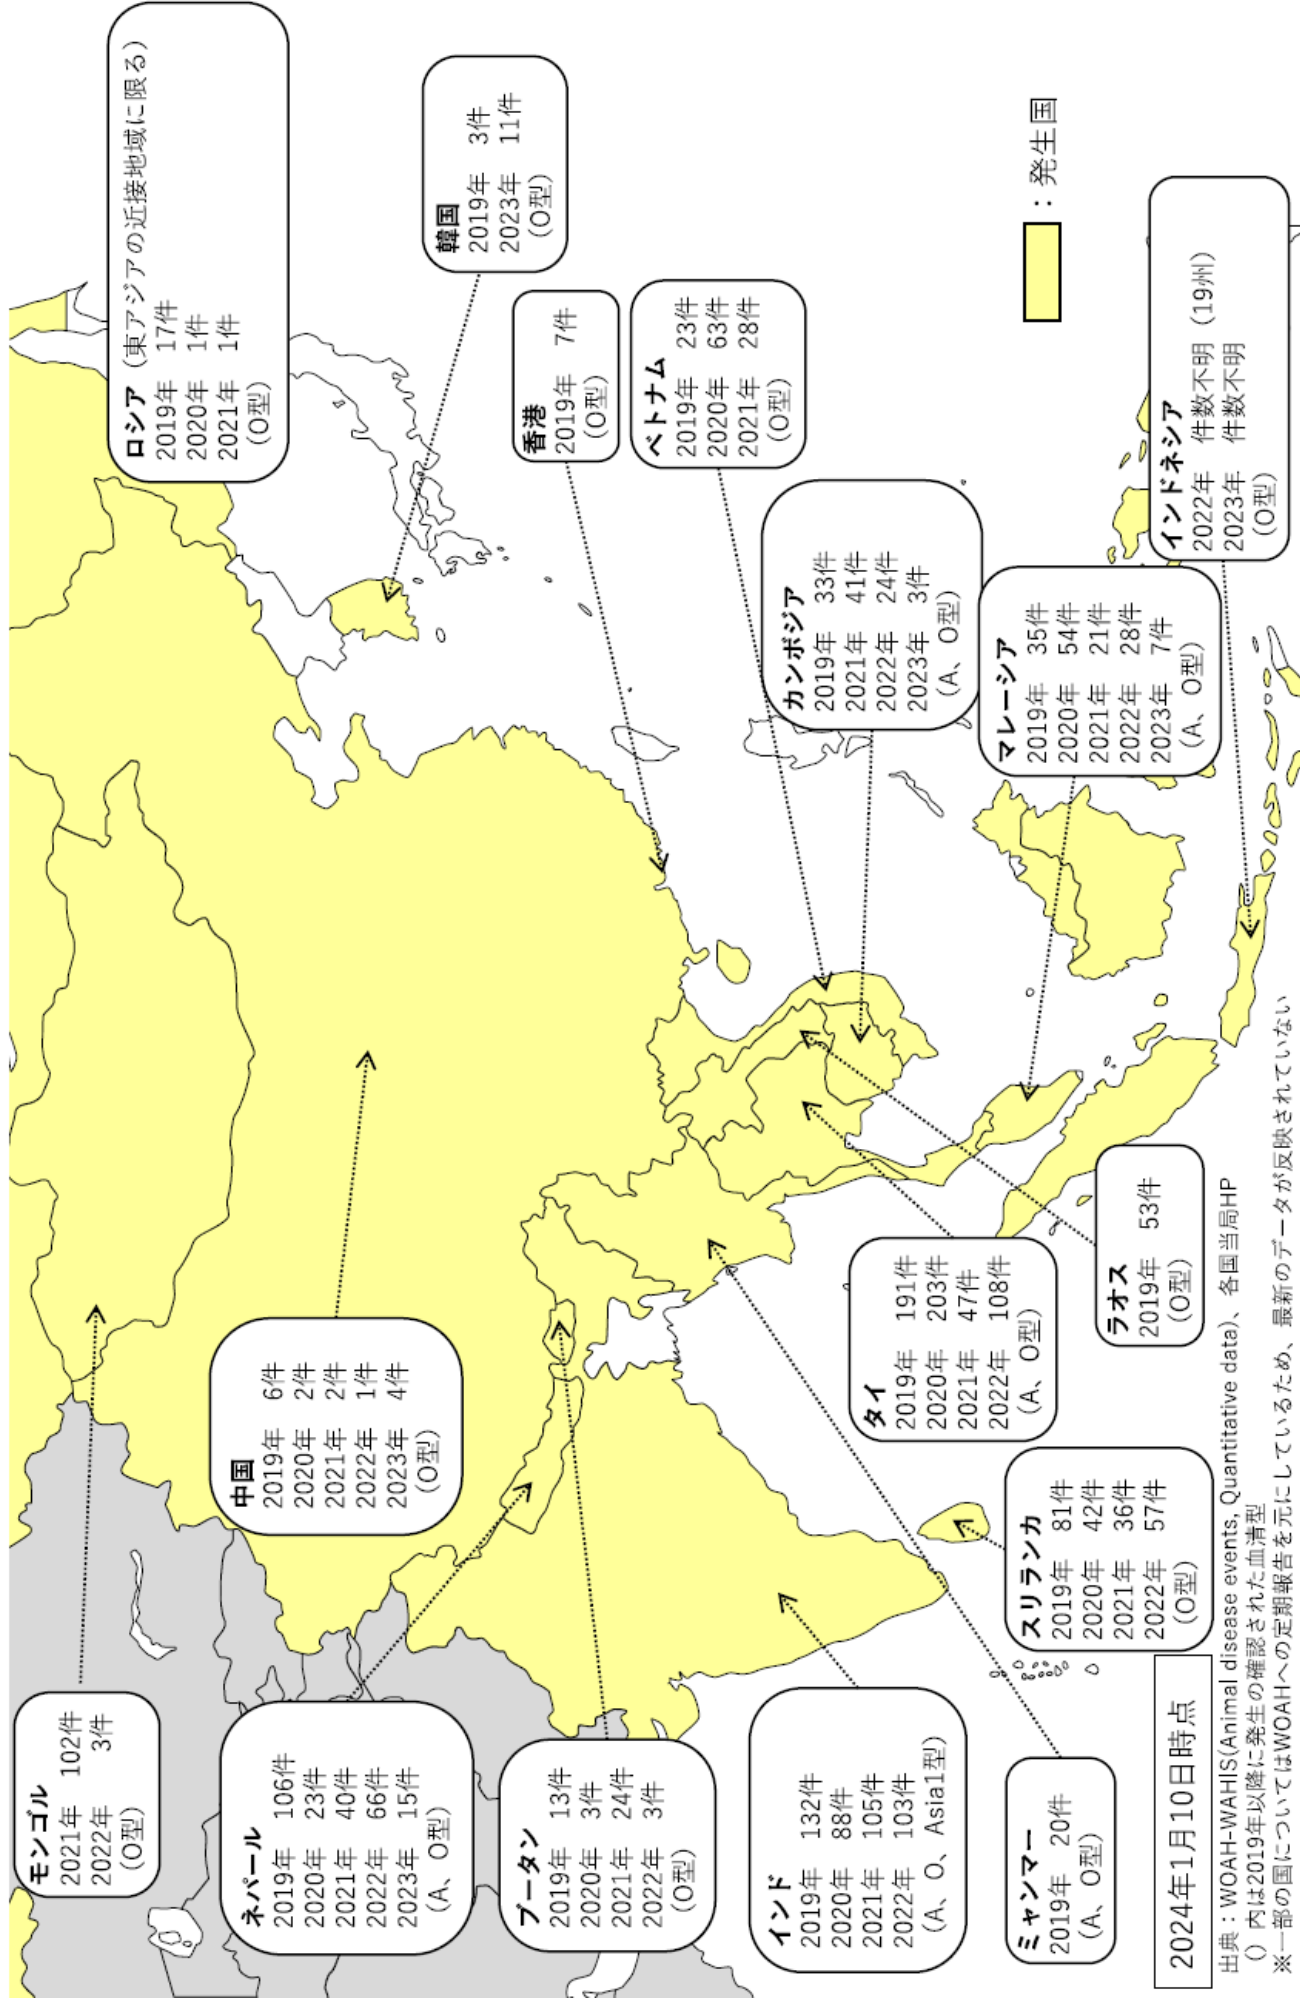 モンゴル
2021年 102件
2022年 3件
(O型)
ネパール
2019年 106件
2020年 23件
2021年 40件
2022年 66件
2023年 15件
(A、O型)
ブータン
2019年 13件
2020年 3件
2021年 24件
2022年 3件
(O型)
インド
2019年 132件
2020年 88件
2021年 105件
2022年 103件
(A、O、Asia1型)
ミャンマー
2019年 20件
(A、O型)
中国
2019年 6件
2020年 2件
2021年 2件
2022年 1件
2023年 4件
(O型)
タイ
2019年 191件
2020年 203件
2021年 47件
2022年 108件
(A、O型)
スリランカ
2019年 81件
2020年 42件
2021年 36件
2022年 57件
(O型)
ラオス
2019年 53件
(O型)
ロシア（東アジアの近接地域に限る）
2019年 17件
2020年 1件
2021年 1件
(O型)
韓国
2019年 3件
2023年 11件
(O型)
香港
2019年 7件
(O型)
ベトナム
2019年 23件
2020年 63件
2021年 28件
(O型)
カンボジア
2019年 33件
2021年 41件
2022年 24件
2023年 3件
(A、O型)
マレーシア
2019年 35件
2020年 54件
2021年 21件
2022年 28件
2023年 7件
(A、O型)
インドネシア
2022年 件数不明（19州）
2023年 件数不明
(O型)
：発生国
2024年1月10日時点
出典：WOAH-WAHIS(Animal disease events, Quantitative data)、各国当局HP
() 内は2019年以降に発生の確認された血清型
※一部の国についてはWOAHへの定期報告を元にしているため、最新のデータが反映されていない